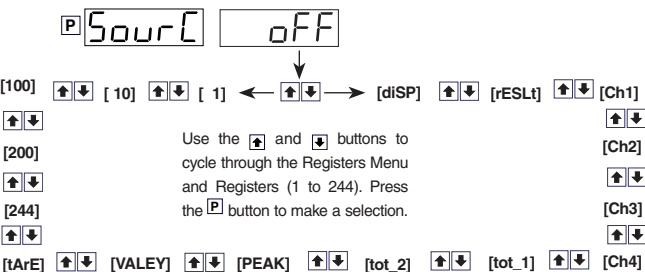 P SourC oFF
[100] [ 10] [ 1] [diSP] [rESLt] [Ch1]
[200] [Ch2]
[244] [Ch3]
[tArE] [VALEY] [PEAK] [tot_2] [tot_1] [Ch4]
Use the and buttons to
cycle through the Registers Menu
and Registers (1 to 244). Press
the P button to make a selection.